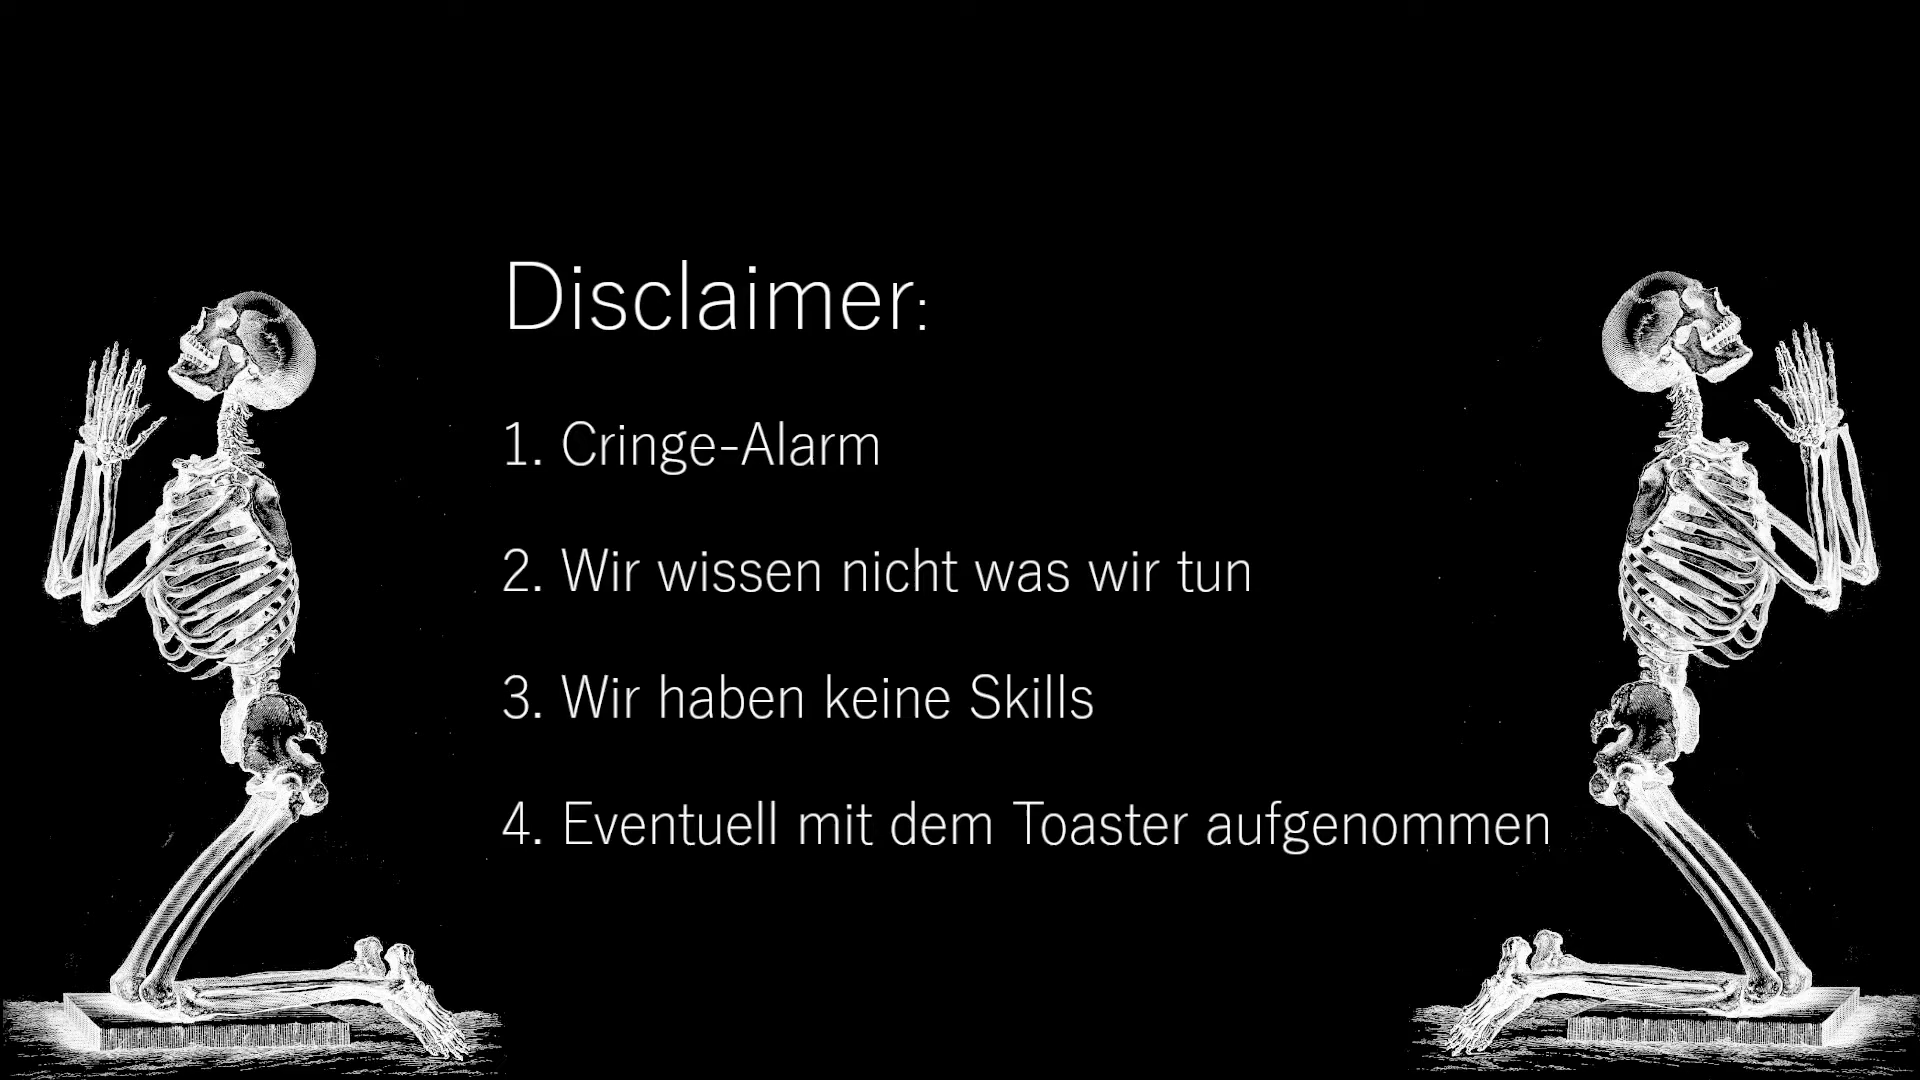 Disclaimer:
1. Cringe-Alarm
2. Wir wissen nicht was wir tun
3. Wir haben keine Skills
4. Eventuell mit dem Toaster aufgenommen